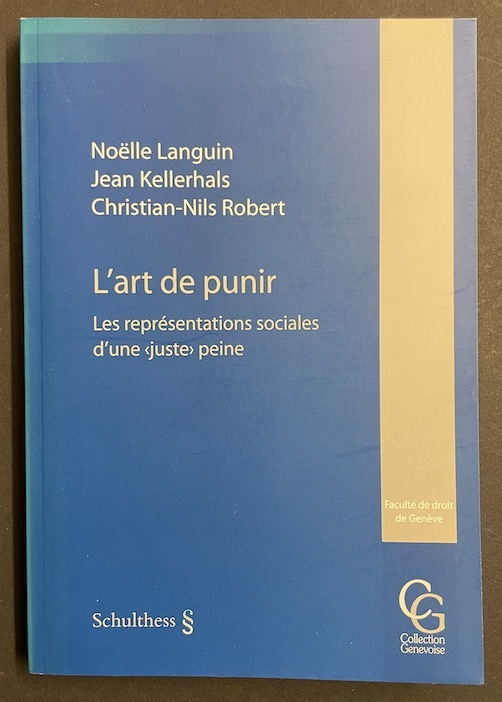 Noëlle Languin
Jean Kellerhals
Christian-Nils Robert
L'art de punir
Les représentations sociales
d'une ‹juste› peine
Faculté de droit
de Genève
Schulthess §
CG
Collection
Genevoise